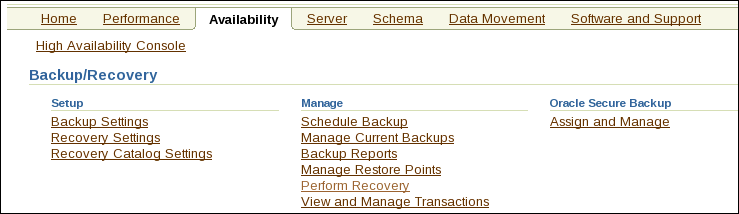 Home Performance Availability Server Schema Data Movement Software and Support
High Availability Console
Backup/Recovery
Setup
Backup Settings
Recovery Settings
Recovery Catalog Settings
Manage
Schedule Backup
Manage Current Backups
Backup Reports
Manage Restore Points
Perform Recovery
View and Manage Transactions
Oracle Secure Backup
Assign and Manage